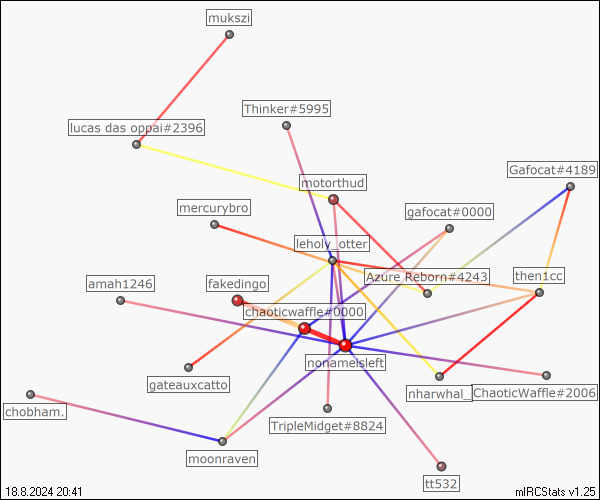 mukszi
Thinker#5995
lucas das oppai#2396
Gafocat#4189
motorthud
mercurybro
gafocat#0000
leholy_otter
Azure Reborn#4243
then1cc
amah1246
fakedingo
chaoticwaffle#0000
nonameisleft
gateauxcatto
nharwhal_
ChaoticWaffle#2006
chobham.
TripleMidget#8824
moonraven
tt532
18.8.2024 20:41
mIRCStats v1.25